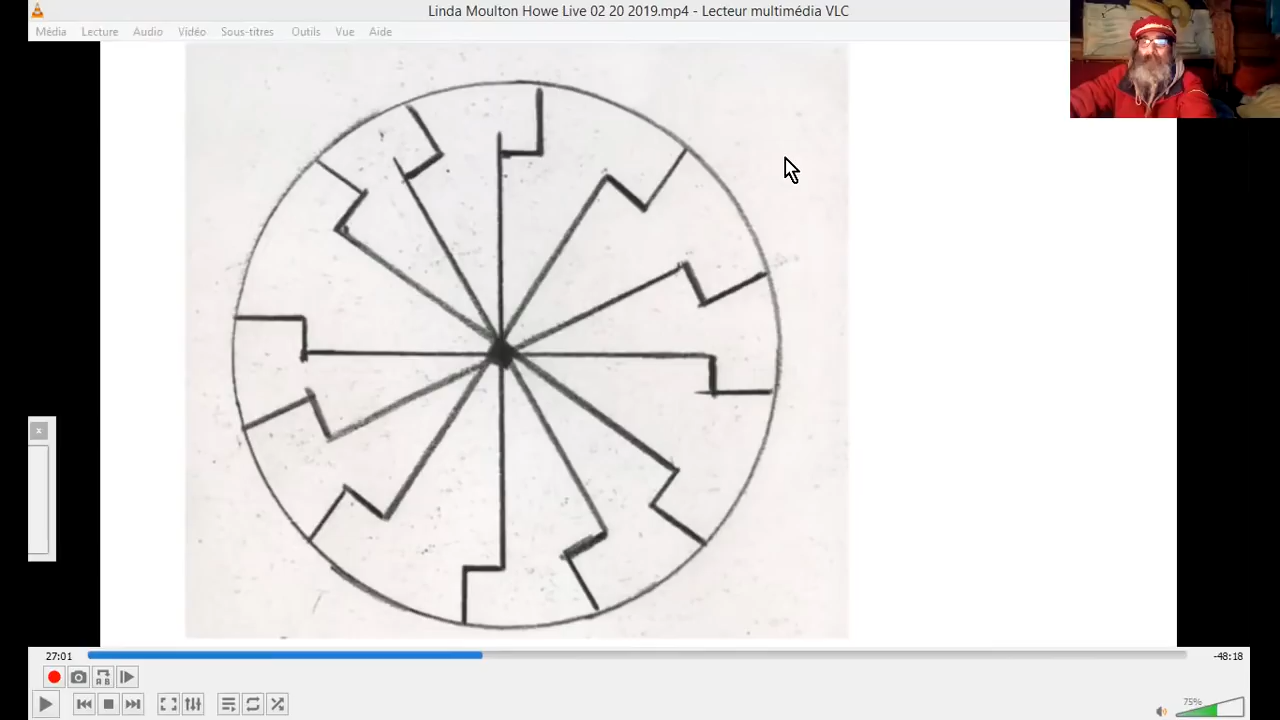 Linda Moulton Howe Live 02 20 2019.mp4 - Lecteur multimédia VLC
Média Lecture Audio Vidéo Sous-titres Outils Vue Aide
x
27:01 -48:18
A B
75%